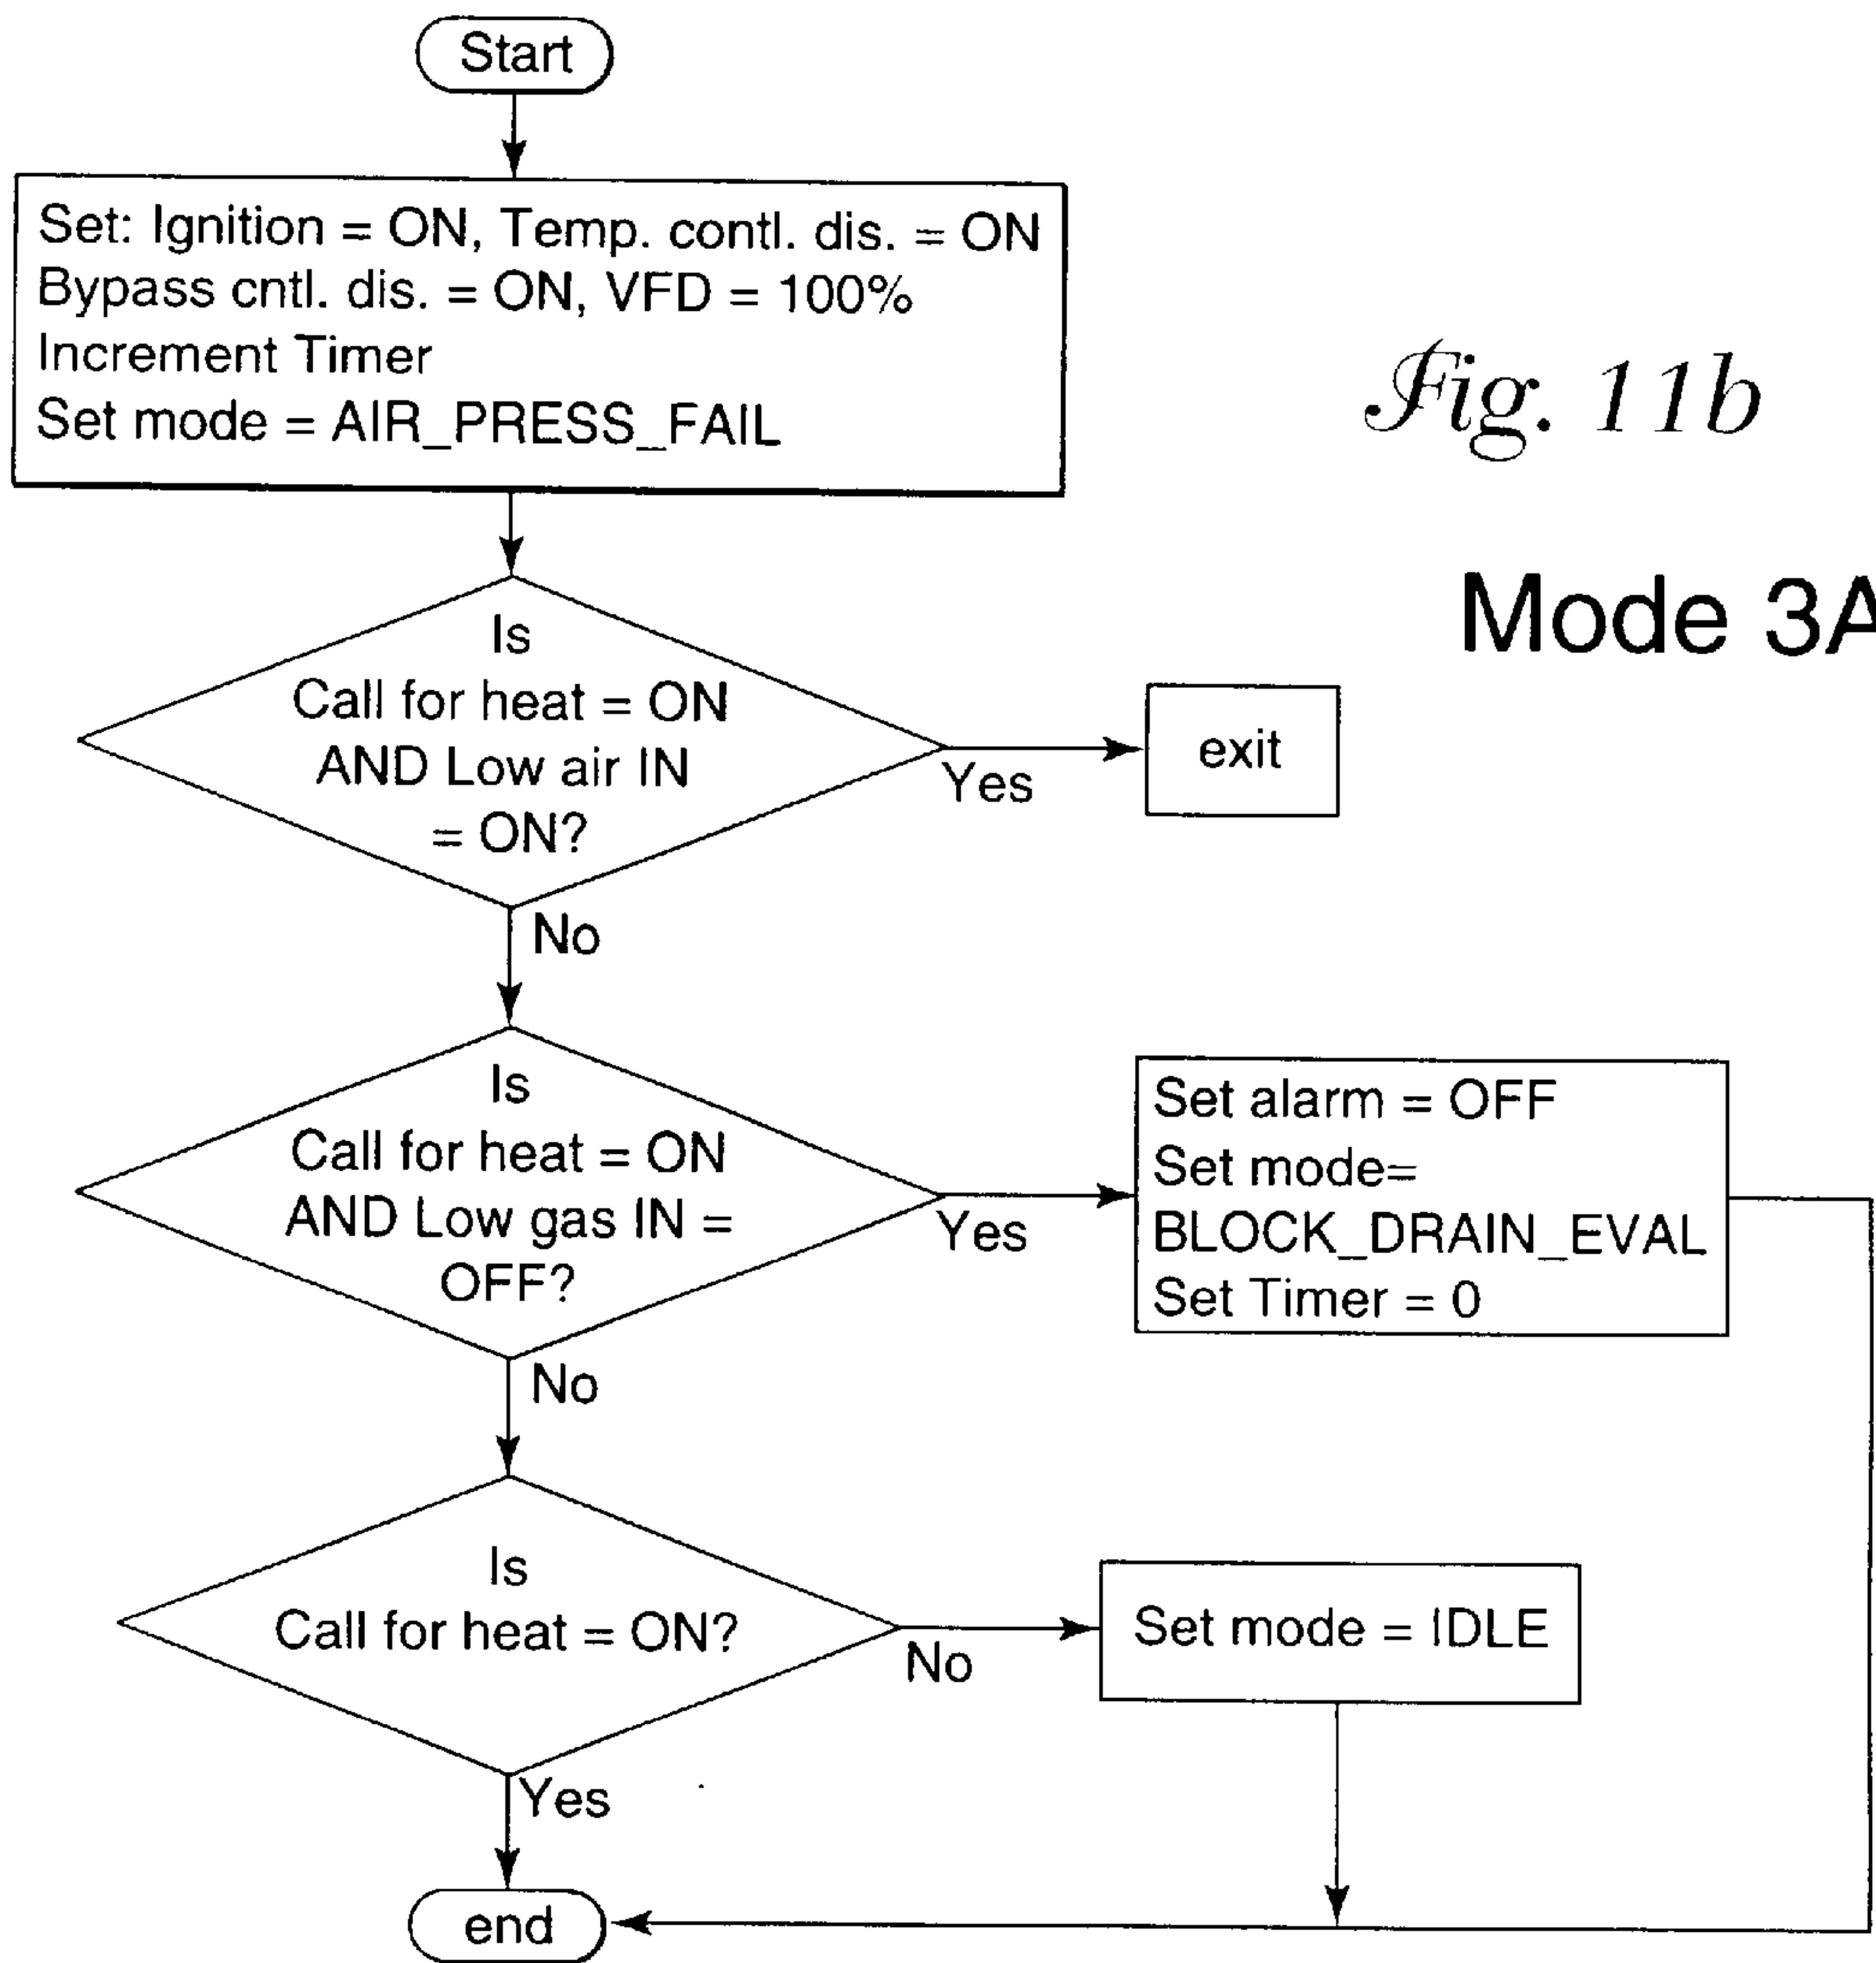 Start
Set: Ignition = ON, Temp. contl. dis. = ON
Bypass cntl. dis. = ON, VFD = 100%
Increment Timer
Set mode = AIR_PRESS_FAIL
Fig. 11b
Mode 3A
Is
Call for heat = ON
AND Low air IN
= ON?
Yes
exit
No
Is
Call for heat = ON
AND Low gas IN =
OFF?
Yes
Set alarm = OFF
Set mode=
BLOCK_DRAIN_EVAL
Set Timer = 0
No
Is
Call for heat = ON?
No
Set mode = IDLE
Yes
end